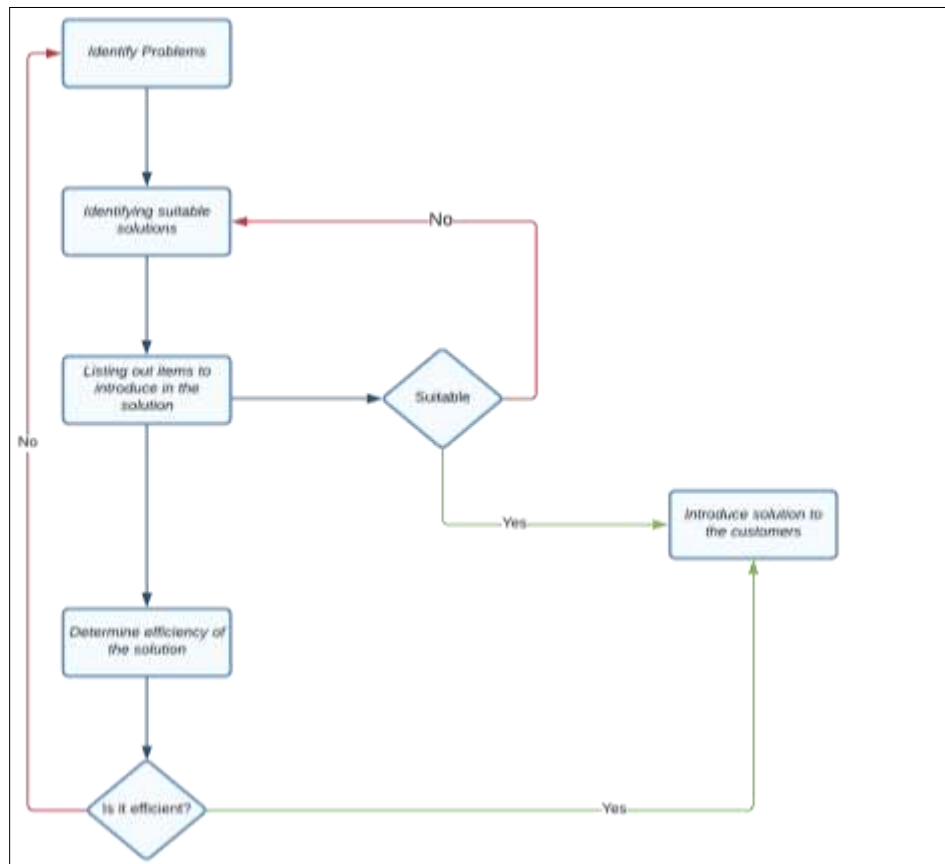 Identify Problems
Identifying suitable
solutions
No
Listing out items to
introduce in the
solution
Suitable
No
Yes
Introduce solution to
the customers
Determine efficiency of
the solution
Is it efficient?
Yes